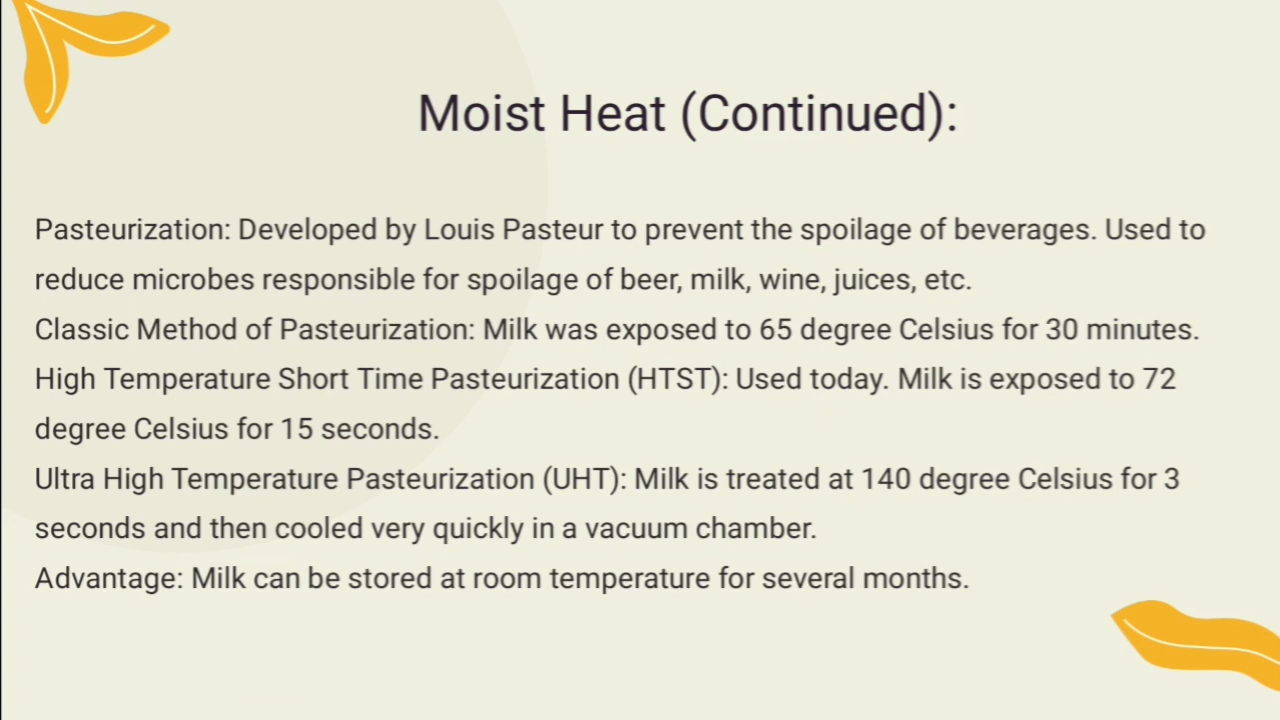 Moist Heat (Continued):
Pasteurization: Developed by Louis Pasteur to prevent the spoilage of beverages. Used to
reduce microbes responsible for spoilage of beer, milk, wine, juices, etc.
Classic Method of Pasteurization: Milk was exposed to 65 degree Celsius for 30 minutes.
High Temperature Short Time Pasteurization (HTST): Used today. Milk is exposed to 72
degree Celsius for 15 seconds.
Ultra High Temperature Pasteurization (UHT): Milk is treated at 140 degree Celsius for 3
seconds and then cooled very quickly in a vacuum chamber.
Advantage: Milk can be stored at room temperature for several months.